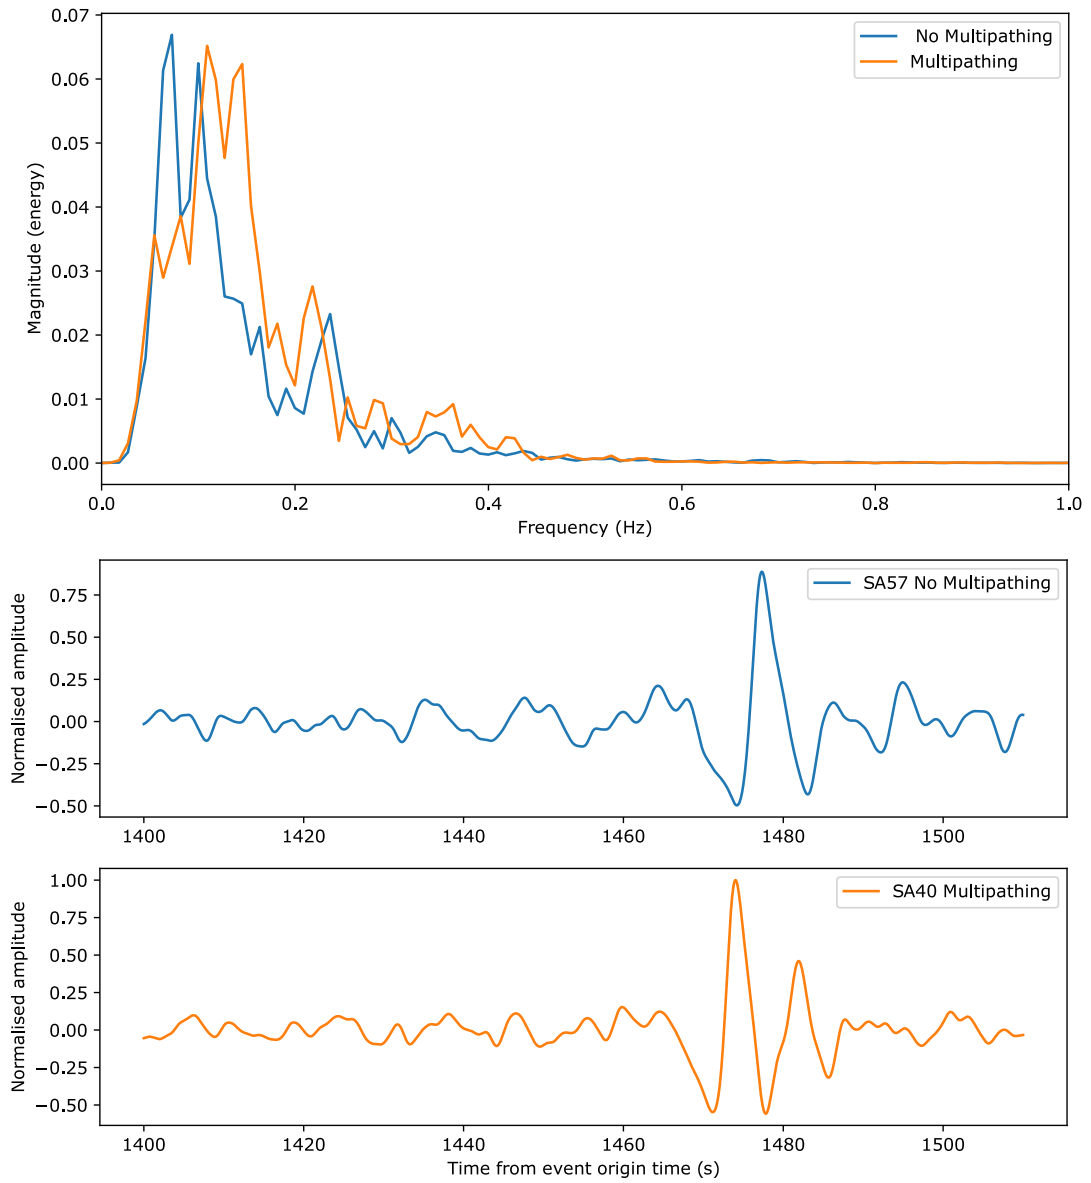 0.07
0.06
0.05
0.04
0.03
0.02
0.01
0.00
Magnitude (energy)
No Multipathing
Multipathing
0.0 0.2 0.4 0.6 0.8 1.0
Frequency (Hz)
0.75
0.50
0.25
0.00
−0.25
−0.50
Normalised amplitude
SA57 No Multipathing
1400 1420 1440 1460 1480 1500
1.00
0.75
0.50
0.25
0.00
−0.25
−0.50
Normalised amplitude
SA40 Multipathing
1400 1420 1440 1460 1480 1500
Time from event origin time (s)